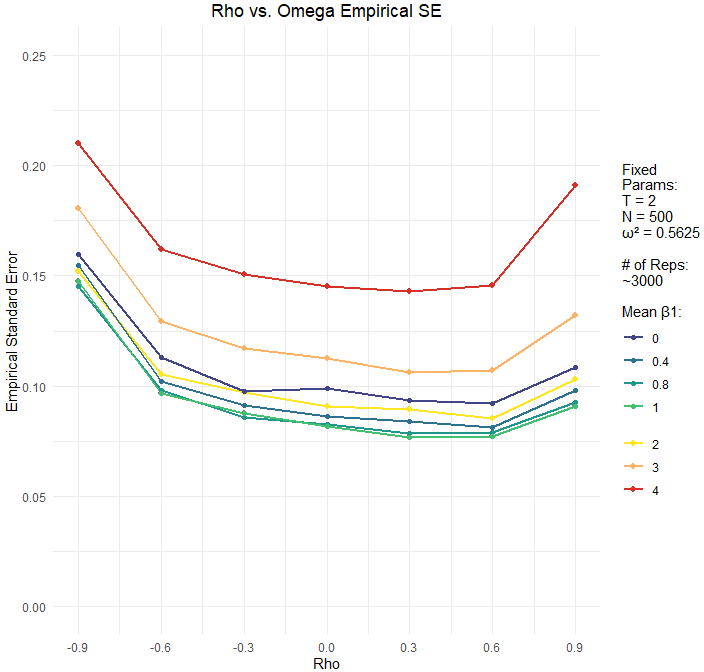 Rho vs. Omega Empirical SE
Empirical Standard Error
0.25
0.20
0.15
0.10
0.05
0.00
-0.9 -0.6 -0.3 0.0 0.3 0.6 0.9
Rho
Fixed
Params:
T = 2
N = 500
ω² = 0.5625
# of Reps:
~3000
Mean β1:
0
0.4
0.8
1
2
3
4